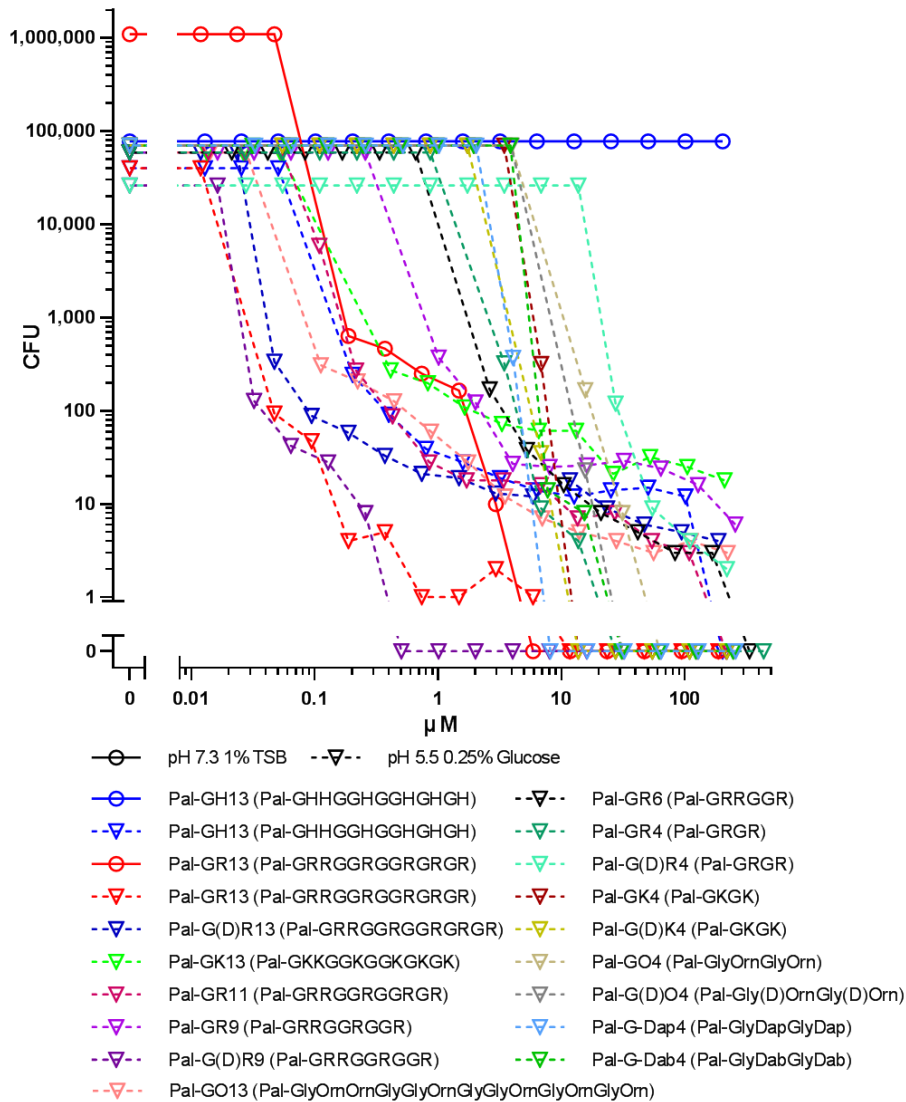 1,000,000
100,000
10,000
1,000
100
10
1
0
CFU
0 0.01 0.1 1 10 100
µM
pH 7.3 1% TSB pH 5.5 0.25% Glucose
Pal-GH13 (Pal-GHHGGHGGHGHGH) Pal-GR6 (Pal-GRRGGR)
Pal-GH13 (Pal-GHHGGHGGHGHGH) Pal-GR4 (Pal-GRGR)
Pal-GR13 (Pal-GRRGGRGGRGRGR) Pal-G(D)R4 (Pal-GRGR)
Pal-GR13 (Pal-GRRGGRGGRGRGR) Pal-GK4 (Pal-GKGK)
Pal-G(D)R13 (Pal-GRRGGRGGRGRGR) Pal-G(D)K4 (Pal-GKGK)
Pal-GK13 (Pal-GKKGGKGGKGKGK) Pal-GO4 (Pal-GlyOrnGlyOrn)
Pal-GR11 (Pal-GRRGGRGGRGR) Pal-G(D)O4 (Pal-Gly(D)OrnGly(D)Orn)
Pal-GR9 (Pal-GRRGGRGGR) Pal-G-Dap4 (Pal-GlyDapGlyDap)
Pal-G(D)R9 (Pal-GRRGGRGGR) Pal-G-Dab4 (Pal-GlyDabGlyDab)
Pal-GO13 (Pal-GlyOrnOrnGlyGlyOrnGlyGlyOrnGlyOrnGlyOrn)